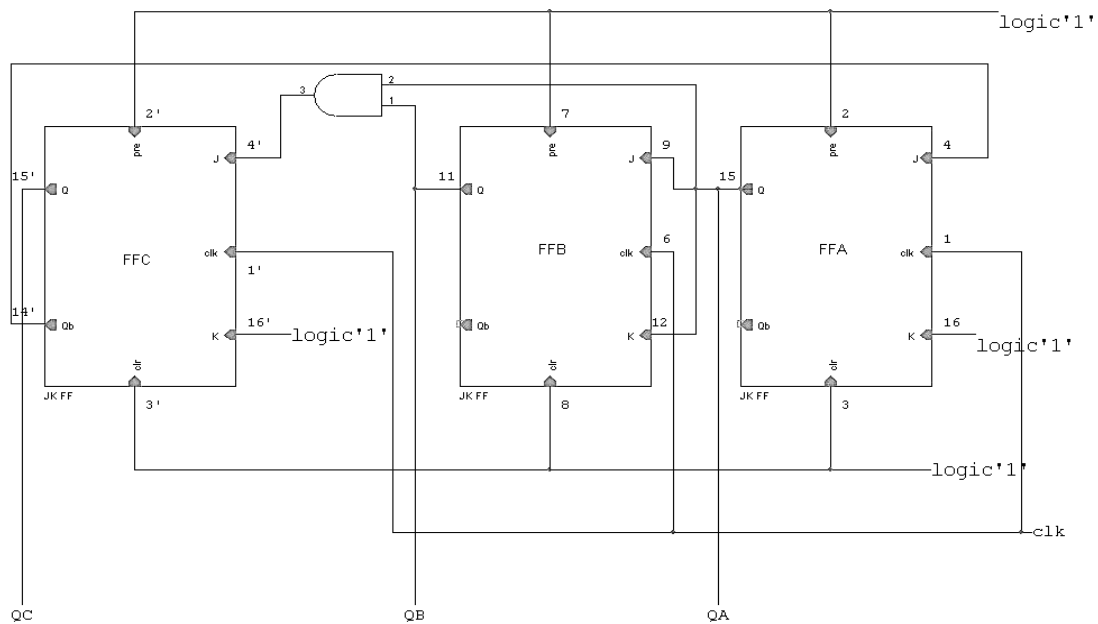 logic'1'
3
2
1
2'
pre
7
pre
2
pre
4'
J
9
J
4
J
15'
Q
11
Q
15
Q
FFC
clk
1'
FFB
clk
6
FFA
clk
1
14'
Qb
16'
K
logic'1'
Qb
12
K
Qb
16
K
logic'1'
clr
clr
clr
JK FF
3'
JK FF
8
JK FF
3
logic'1'
clk
QC
QB
QA